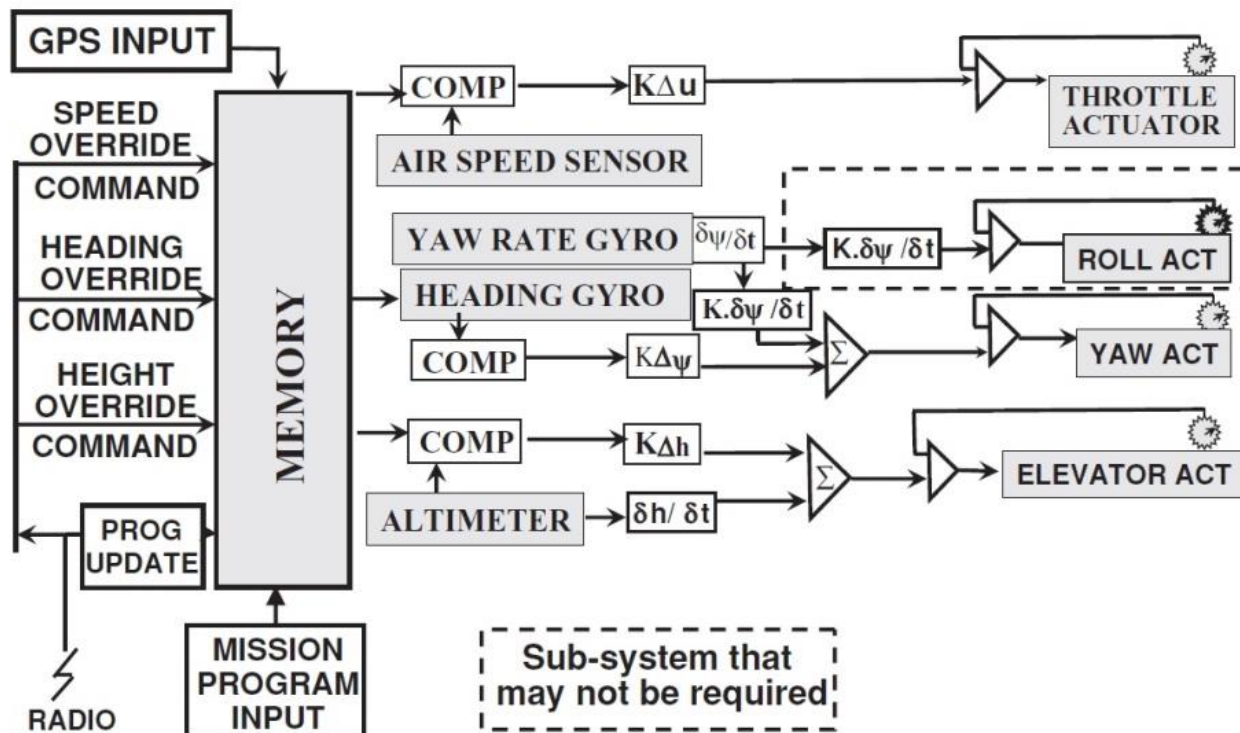 GPS INPUT
SPEED
OVERRIDE
COMMAND
HEADING
OVERRIDE
COMMAND
HEIGHT
OVERRIDE
COMMAND
PROG
UPDATE
RADIO
MISSION
PROGRAM
INPUT
MEMORY
COMP
KΔu
THROTTLE
ACTUATOR
AIR SPEED SENSOR
YAW RATE GYRO
δψ/δt
K.δψ /δt
ROLL ACT
HEADING GYRO
K.δψ /δt
COMP
KΔψ
Σ
YAW ACT
COMP
KΔh
Σ
ELEVATOR ACT
ALTIMETER
δh/ δt
Sub-system that
may not be required